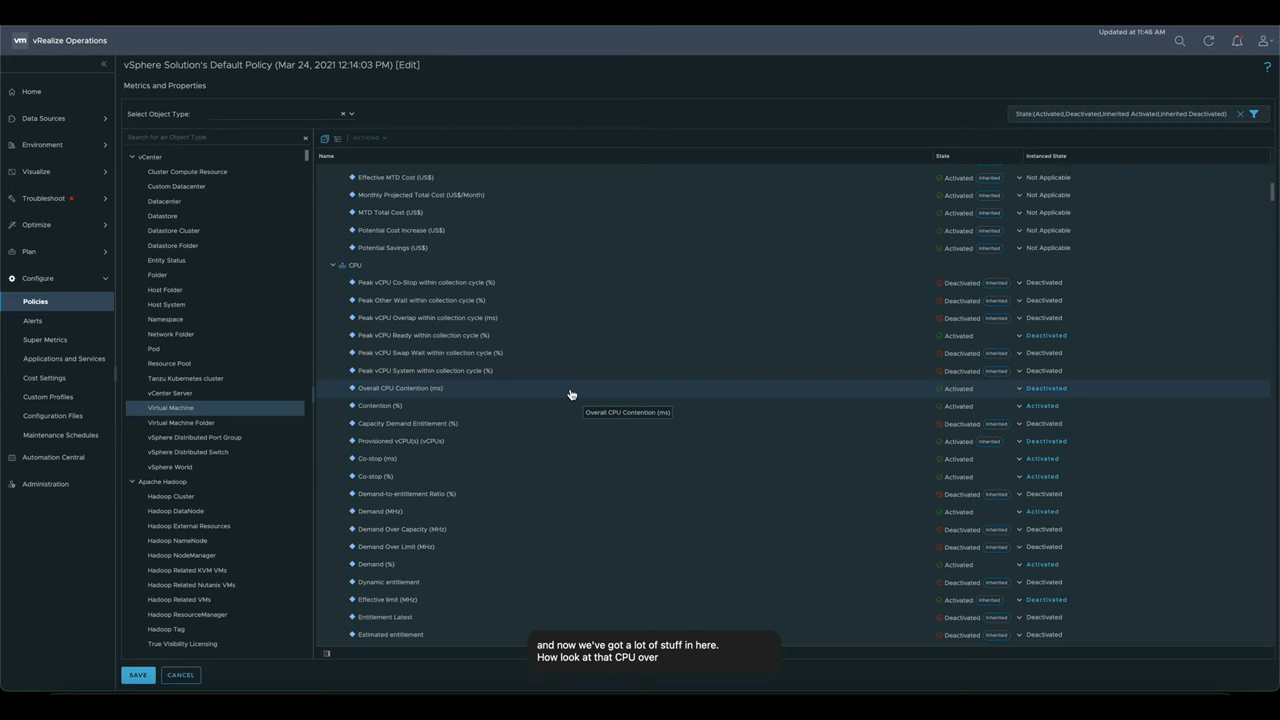 vm vRealize Operations
Updated at 11:46 AM
vSphere Solution's Default Policy (Mar 24, 2021 12:14:03 PM) [Edit]
Metrics and Properties
Home
Data Sources
Environment
Visualize
Troubleshoot
Optimize
Plan
Configure
Policies
Alerts
Super Metrics
Applications and Services
Cost Settings
Custom Profiles
Configuration Files
Maintenance Schedules
Automation Central
Administration
Select Object Type:
State:(Activated,Deactivated,Inherited Activated,Inherited Deactivated)
Search for an Object Type
vCenter
Cluster Compute Resource
Custom Datacenter
Datacenter
Datastore
Datastore Cluster
Datastore Folder
Entity Status
Folder
Host Folder
Host System
Namespace
Network Folder
Pod
Resource Pool
Tanzu Kubernetes cluster
vCenter Server
Virtual Machine
Virtual Machine Folder
vSphere Distributed Port Group
vSphere Distributed Switch
vSphere World
Apache Hadoop
Hadoop Cluster
Hadoop DataNode
Hadoop External Resources
Hadoop NameNode
Hadoop NodeManager
Hadoop Related KVM VMs
Hadoop Related Nutanix VMs
Hadoop Related VMs
Hadoop ResourceManager
Hadoop Tag
True Visibility Licensing
ACTIONS
Name State Instanced State
Effective MTD Cost (US$) Activated Inherited Not Applicable
Monthly Projected Total Cost (US$/Month) Activated Inherited Not Applicable
MTD Total Cost (US$) Activated Inherited Not Applicable
Potential Cost Increase (US$) Activated Inherited Not Applicable
Potential Savings (US$) Activated Inherited Not Applicable
CPU
Peak vCPU Co-Stop within collection cycle (%) Deactivated Inherited Deactivated
Peak Other Wait within collection cycle (%) Deactivated Inherited Deactivated
Peak vCPU Overlap within collection cycle (ms) Deactivated Inherited Deactivated
Peak vCPU Ready within collection cycle (%) Activated Deactivated
Peak vCPU Swap Wait within collection cycle (%) Deactivated Inherited Deactivated
Peak vCPU System within collection cycle (%) Deactivated Inherited Deactivated
Overall CPU Contention (ms) Activated Deactivated
Contention (%) Activated Activated
Overall CPU Contention (ms)
Capacity Demand Entitlement (%) Deactivated Inherited Deactivated
Provisioned vCPU(s) (vCPUs) Activated Inherited Deactivated
Co-stop (ms) Activated Activated
Co-stop (%) Activated Activated
Demand-to-entitlement Ratio (%) Deactivated Inherited Deactivated
Demand (MHz) Activated Activated
Demand Over Capacity (MHz) Deactivated Inherited Deactivated
Demand Over Limit (MHz) Deactivated Inherited Deactivated
Demand (%) Activated Activated
Dynamic entitlement Deactivated Inherited Deactivated
Effective limit (MHz) Activated Inherited Deactivated
Entitlement Latest Deactivated Inherited Deactivated
Estimated entitlement Deactivated Inherited Deactivated
and now we've got a lot of stuff in here.
How look at that CPU over
SAVE CANCEL